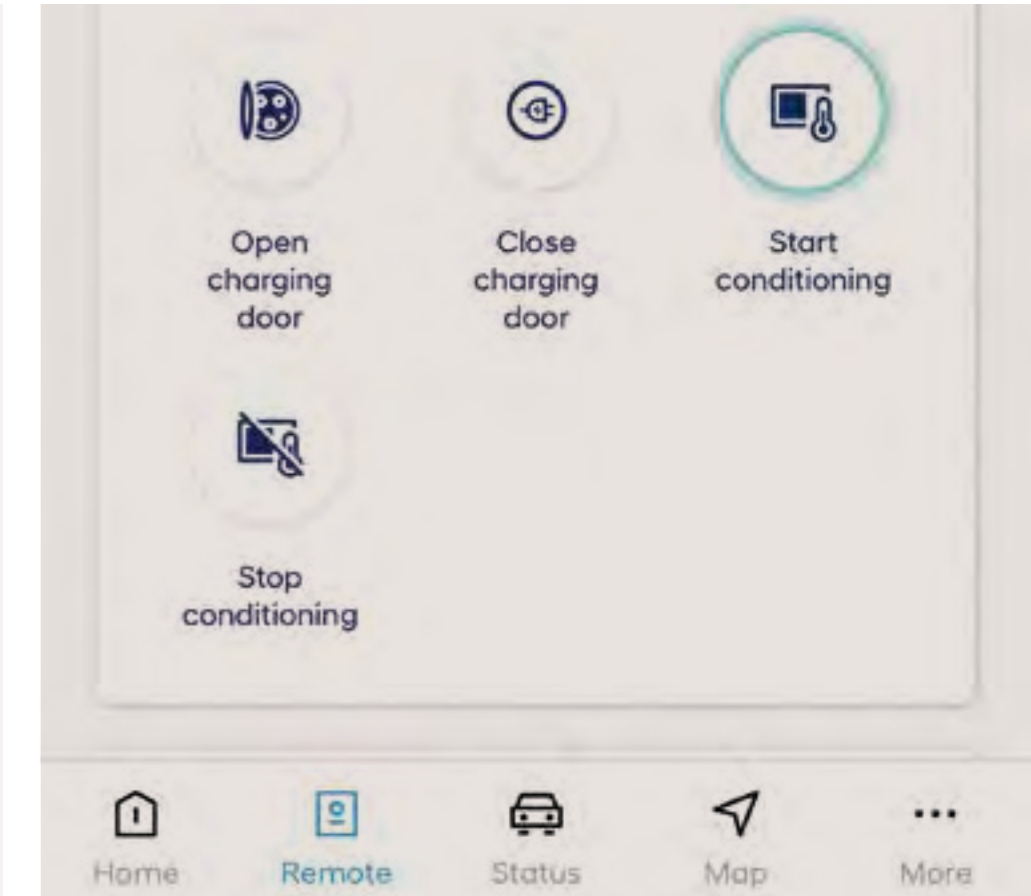 Open
charging
door
Close
charging
door
Start
conditioning
Stop
conditioning
Home
Remote
Status
Map
More